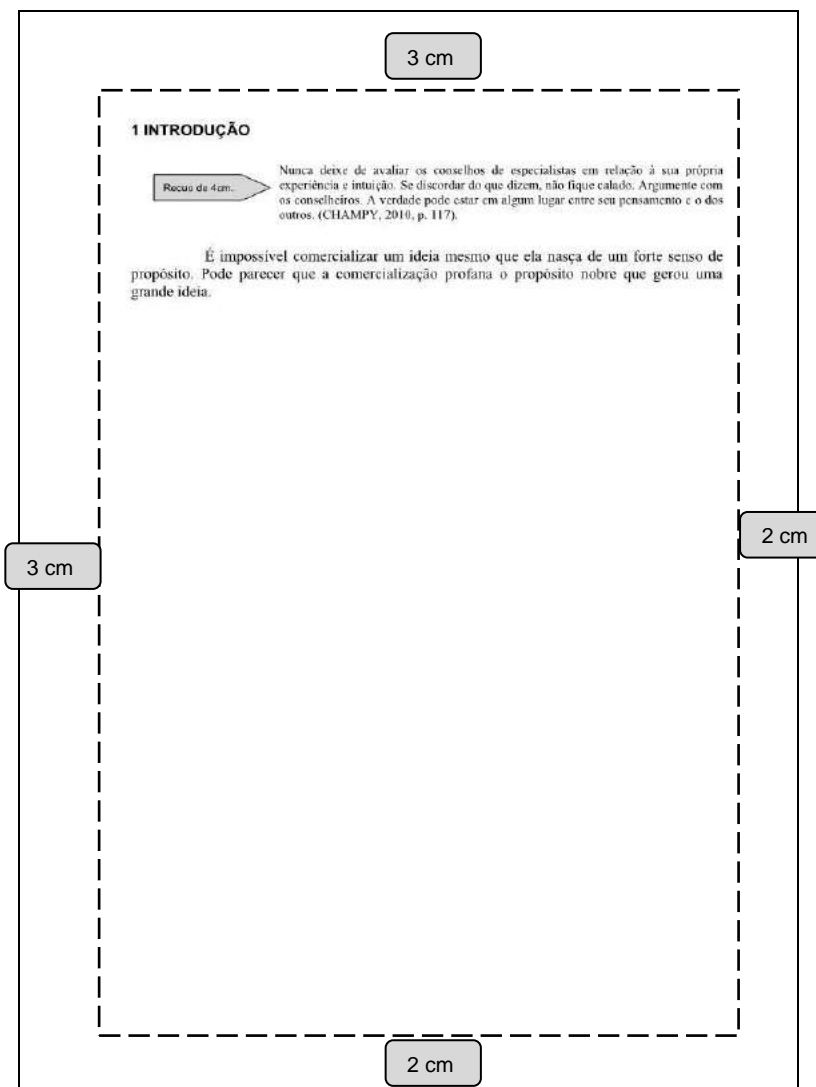 3 cm
1 INTRODUÇÃO
Recuo de 4cm.
Nunca deixe de avaliar os conselhos de especialistas em relação à sua própria
experiência e intuição. Se discordar do que dizem, não fique calado. Argumente com
os conselheiros. A verdade pode estar em algum lugar entre seu pensamento e o dos
outros. (CHAMPY, 2010, p. 117).
É impossível comercializar um ideia mesmo que ela nasça de um forte senso de
propósito. Pode parecer que a comercialização profana o propósito nobre que gerou uma
grande ideia.
2 cm
3 cm
2 cm